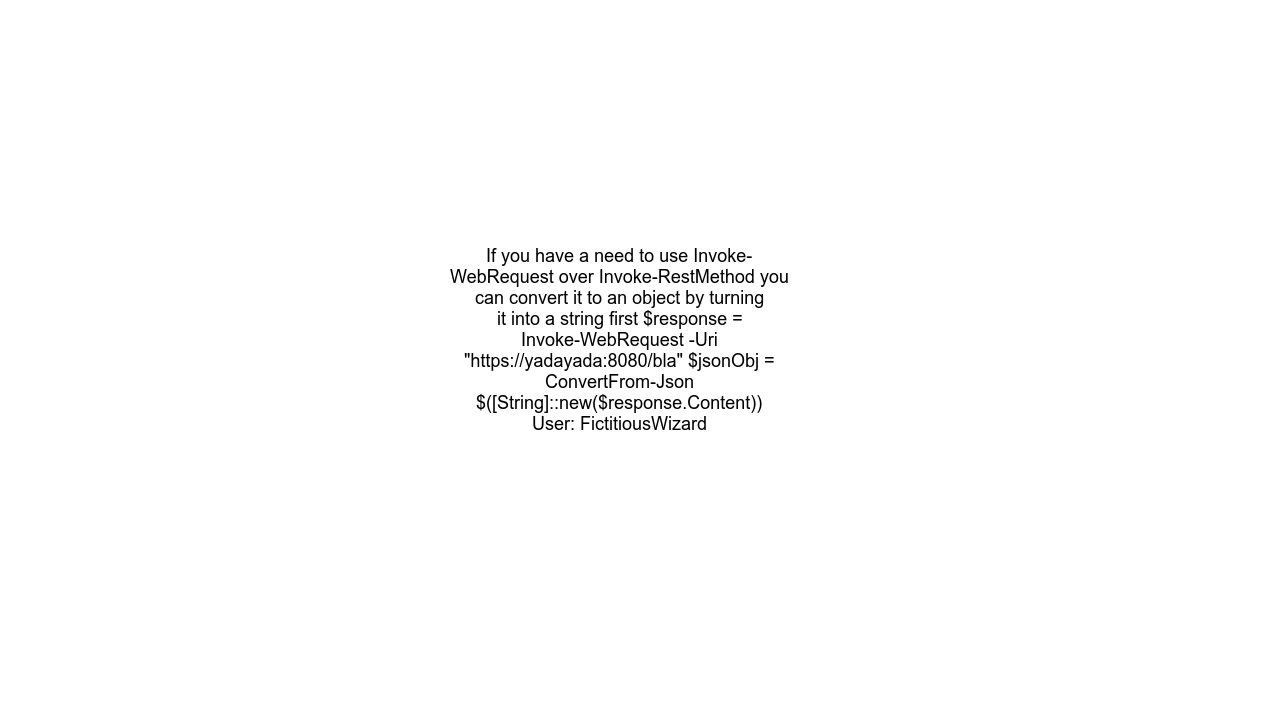 If you have a need to use Invoke-
WebRequest over Invoke-RestMethod you
can convert it to an object by turning
it into a string first $response =
Invoke-WebRequest -Uri
"https://yadayada:8080/bla" $jsonObj =
ConvertFrom-Json
$([String]::new($response.Content))
User: FictitiousWizard